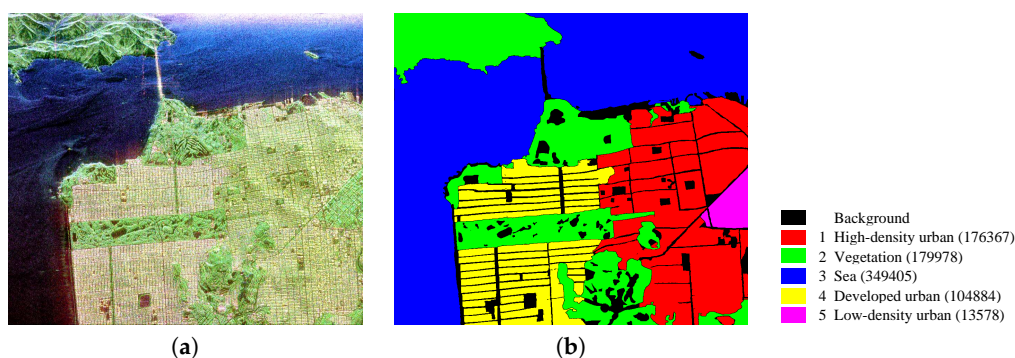 Background
1 High-density urban (176367)
2 Vegetation (179978)
3 Sea (349405)
4 Developed urban (104884)
5 Low-density urban (13578)
(a)
(b)